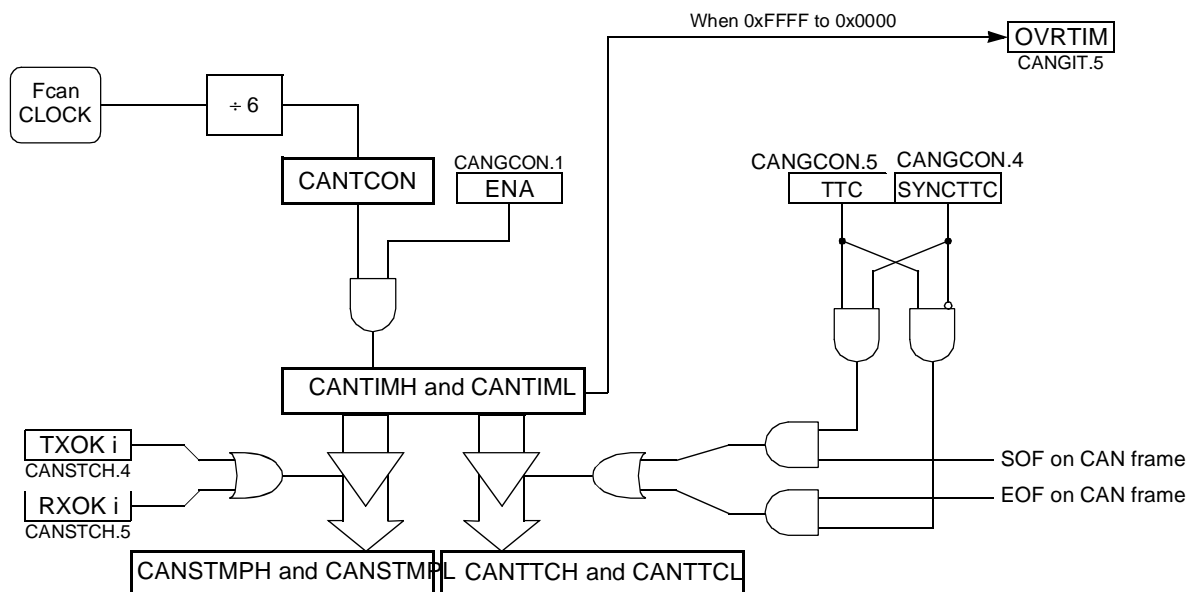 When 0xFFFF to 0x0000
OVRTIM
CANGIT.5
Fcan
CLOCK
÷ 6
CANTCON
CANGCON.1
ENA
CANGCON.5
CANGCON.4
TTC
SYNCTTC
CANTIMH and CANTIML
TXOK i
CANSTCH.4
RXOK i
CANSTCH.5
SOF on CAN frame
EOF on CAN frame
CANSTMPH and CANSTMPL
CANTTCH and CANTTCL